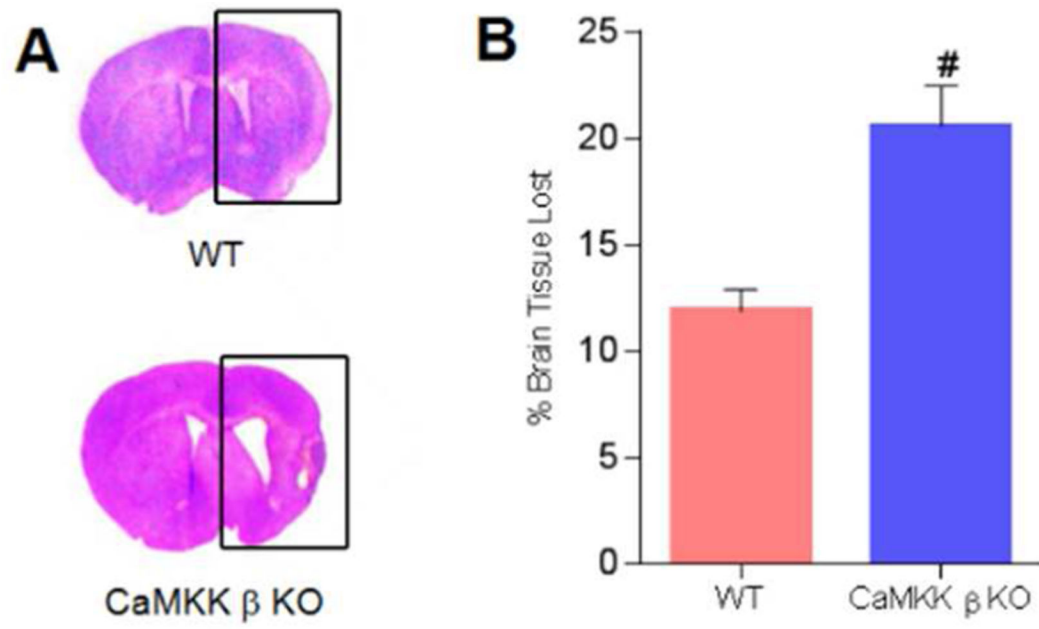 A
WT
CaMKK β KO
B
% Brain Tissue Lost
25
20
15
10
5
0
#
WT
CaMKK β KO